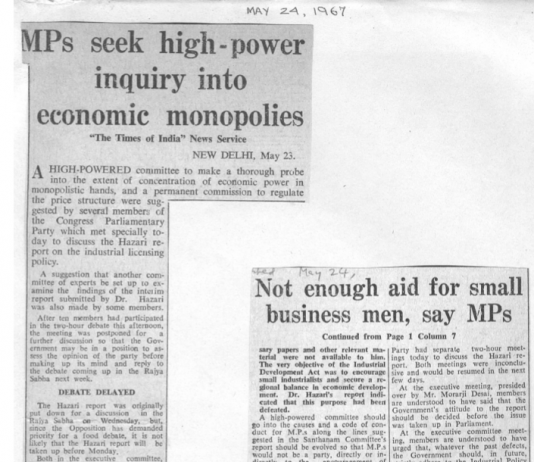 MAY 24, 1967
MPs seek high-power
inquiry into
economic monopolies
"The Times of India" News Service
NEW DELHI, May 23.
A HIGH-POWERED committee to make a thorough probe
into the extent of concentration of economic power in
monopolistic hands, and a permanent commission to regulate
the price structure were sug-
gested by several members of
the Congress Parliamentary
Party which met specially to-
day to discuss the Hazari re-
port on the industrial licensing
policy.
A suggestion that another com-
mittee of experts be set up to ex-
amine the findings of the interim
report submitted by Dr. Hazari
was also made by some members.
After ten members had participated
in the two-hour debate this afternoon,
the meeting was postponed for a
further discussion so that the Gov-
ernment may be in a position to as-
sess the opinion of the party before
making up its mind and reply to
the debate coming up in the Rajya
Sabha next week.
DEBATE DELAYED
The Hazari report was originally
put down for a discussion in the
Rajya Sabha on Wednesday, but,
since the Opposition has demanded
priority for a food debate, it is not
likely that the Hazari report will be
taken up before Monday.
Both in the executive committee,
May 24,
Not enough aid for small
business men, say MPs
Continued from Page 1 Column 7
sary papers and other relevant ma-
terial were not available to him.
The very objective of the Industrial
Development Act was to encourage
small industrialists and secure a re-
gional balance in economic develop-
ment. Dr. Hazari's report indi-
cated that this purpose had been
defeated.
A high-powered committee should
go into the causes and a code of con-
duct for M.P.s along the lines sug-
gested in the Santhanam Committee's
report should be evolved so that M.P.s
would not be a party, directly or in-
Party had separate two-hour meet-
ings today to discuss the Hazari re-
port. Both meetings were inconclu-
sive and would be resumed in the next
few days.
At the executive meeting, presided
over by Mr. Morarji Desai, members
are understood to have said that the
Government's attitude to the report
should be decided before the issue
was taken up in Parliament.
At the executive committee meet-
ing, members are understood to have
urged that, whatever the past defects,
the Government should, in future,